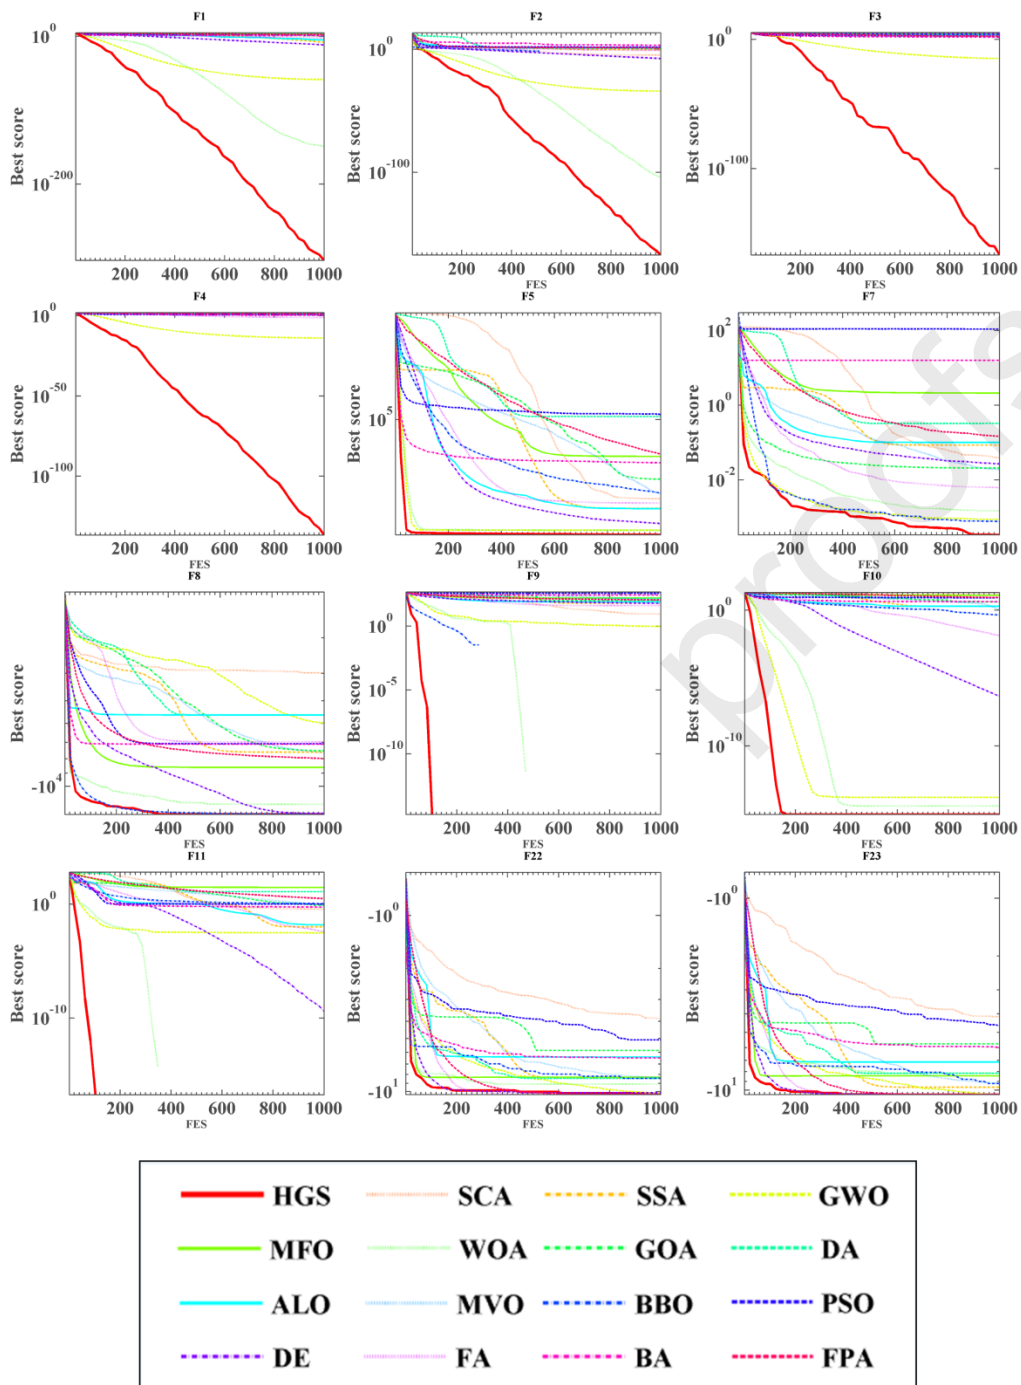 F1
F2
F3
10^0
10^-200
Best score
200 400 600 800 1000
10^0
10^-100
Best score
200 400 600 800 1000
FES
10^0
10^-100
Best score
200 400 600 800 1000
FES
F4
F5
F7
10^0
10^-50
10^-100
Best score
200 400 600 800 1000
10^5
Best score
200 400 600 800 1000
FES
10^2
10^0
10^-2
Best score
200 400 600 800 1000
FES
F8
F9
F10
-10^4
Best score
200 400 600 800 1000
FES
10^0
10^-5
10^-10
Best score
200 400 600 800 1000
FES
10^0
10^-10
Best score
200 400 600 800 1000
FES
F11
F22
F23
10^0
10^-10
Best score
200 400 600 800 1000
FES
-10^0
-10^1
Best score
200 400 600 800 1000
FES
-10^0
-10^1
Best score
200 400 600 800 1000
FES
HGS SCA SSA GWO
MFO WOA GOA DA
ALO MVO BBO PSO
DE FA BA FPA
proofs